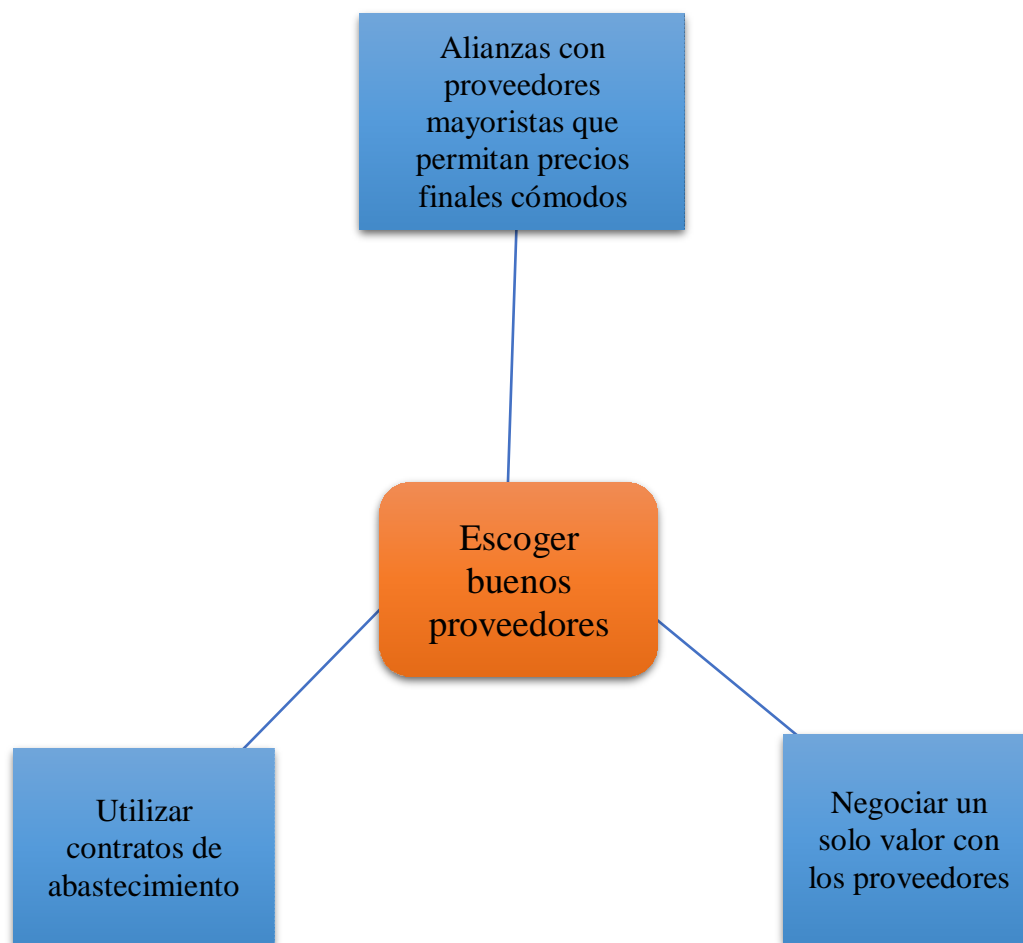 Alianzas con
proveedores
mayoristas que
permitan precios
finales cómodos
Escoger
buenos
proveedores
Utilizar
contratos de
abastecimiento
Negociar un
solo valor con
los proveedores